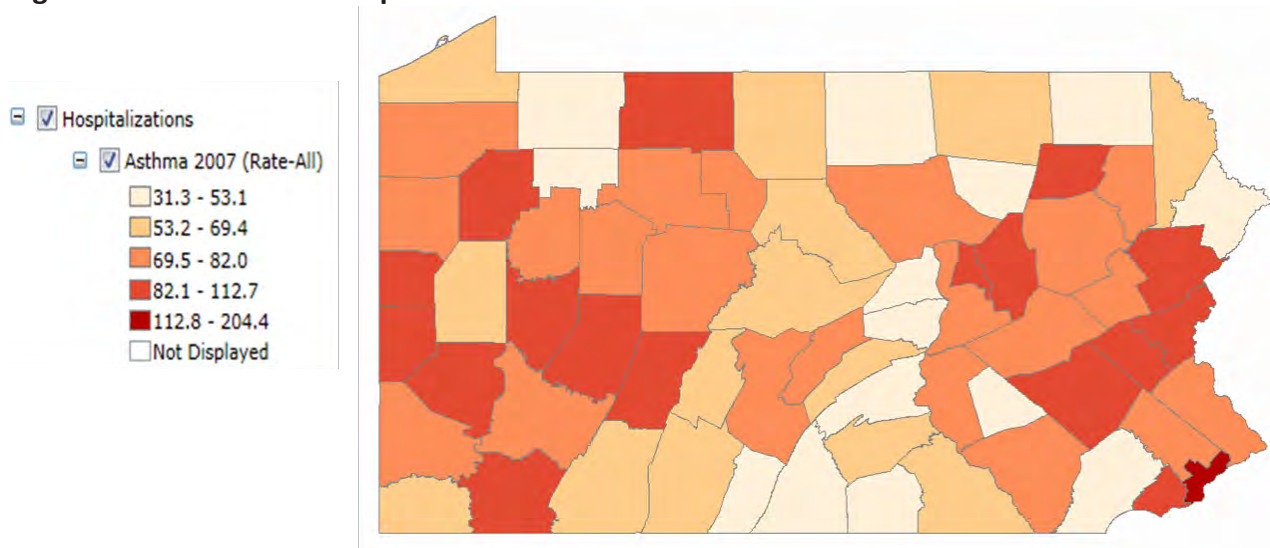 Hospitalizations
Asthma 2007 (Rate-All)
31.3 - 53.1
53.2 - 69.4
69.5 - 82.0
82.1 - 112.7
112.8 - 204.4
Not Displayed